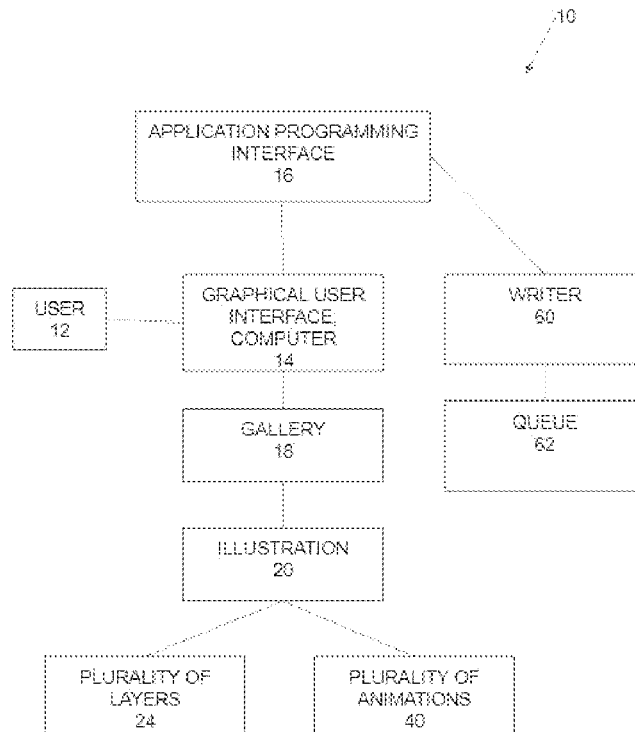 10
APPLICATION PROGRAMMING
INTERFACE
16
USER
12
GRAPHICAL USER
INTERFACE,
COMPUTER
14
WRITER
60
GALLERY
18
QUEUE
62
ILLUSTRATION
20
PLURALITY OF
LAYERS
24
PLURALITY OF
ANIMATIONS
40